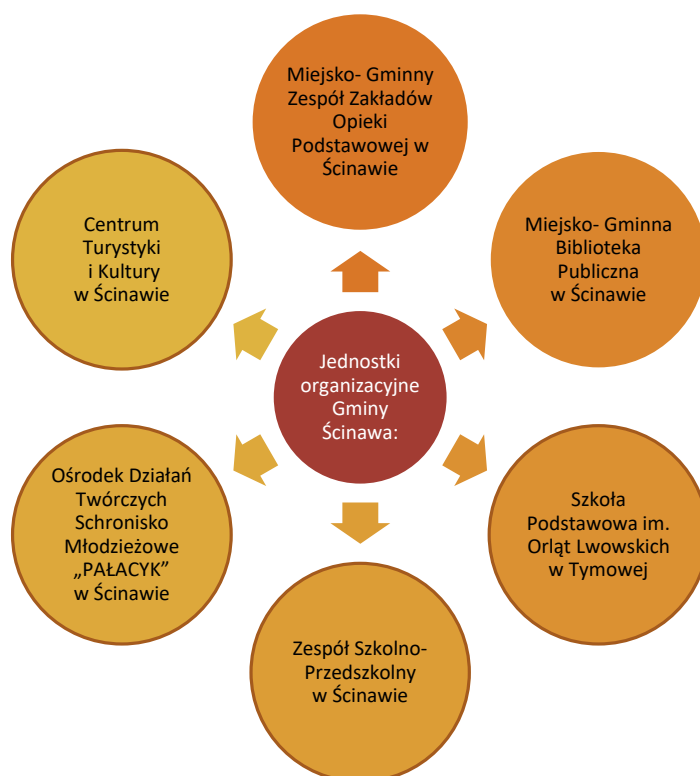 Miejsko- Gminny
Zespół Zakładów
Opieki
Podstawowej w
Ścinawie
Centrum
Turystyki
i Kultury
w Ścinawie
Miejsko- Gminna
Biblioteka
Publiczna
w Ścinawie
Jednostki
organizacyjne
Gminy
Ścinawa:
Ośrodek Działań
Twórczych
Schronisko
Młodzieżowe
„PAŁACYK”
w Ścinawie
Szkoła
Podstawowa im.
Orląt Lwowskich
w Tymowej
Zespół Szkolno-
Przedszkolny
w Ścinawie